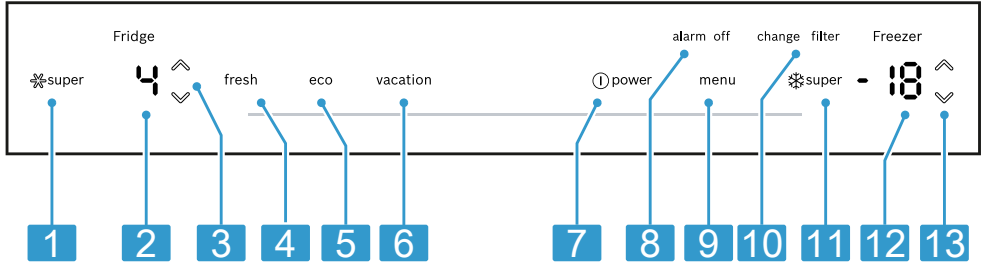 Fridge alarm off change filter Freezer
super 4 fresh eco vacation power menu super -18
1 2 3 4 5 6 7 8 9 10 11 12 13